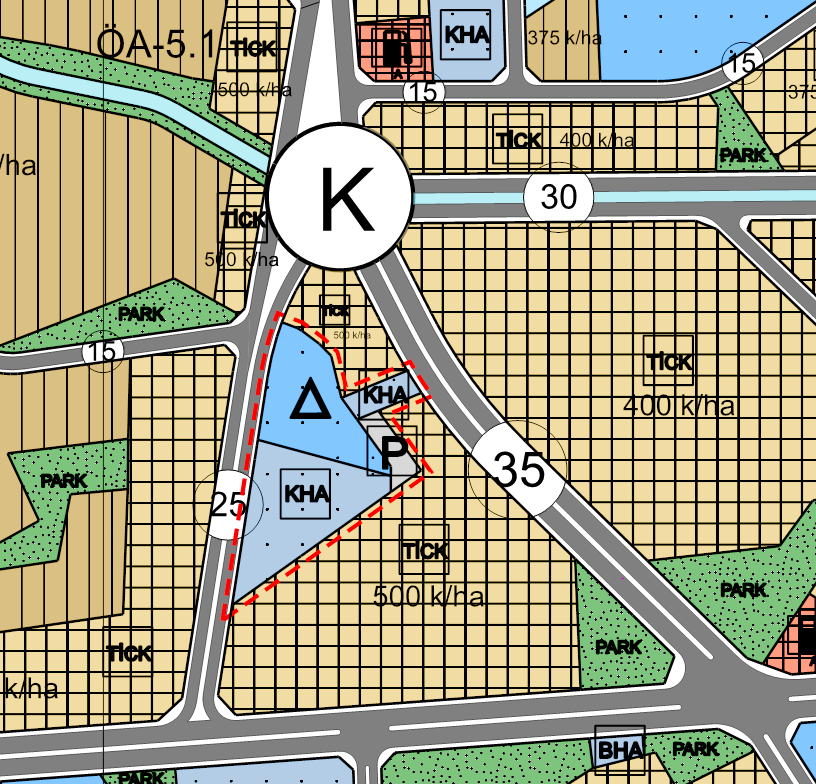 ÖA-5.1
TİCK
500 k/ha
KHA
A
375 k/ha
15
15
375
TİCK
400 k/ha
PARK
/ha
K
30
TİCK
500 k/ha
PARK
15
TİCK
500 k/ha
TİCK
400 k/ha
KHA
P
35
PARK
KHA
25
TİCK
500 k/ha
PARK
PARK
TİCK
k/ha
BHA
PARK
PARK